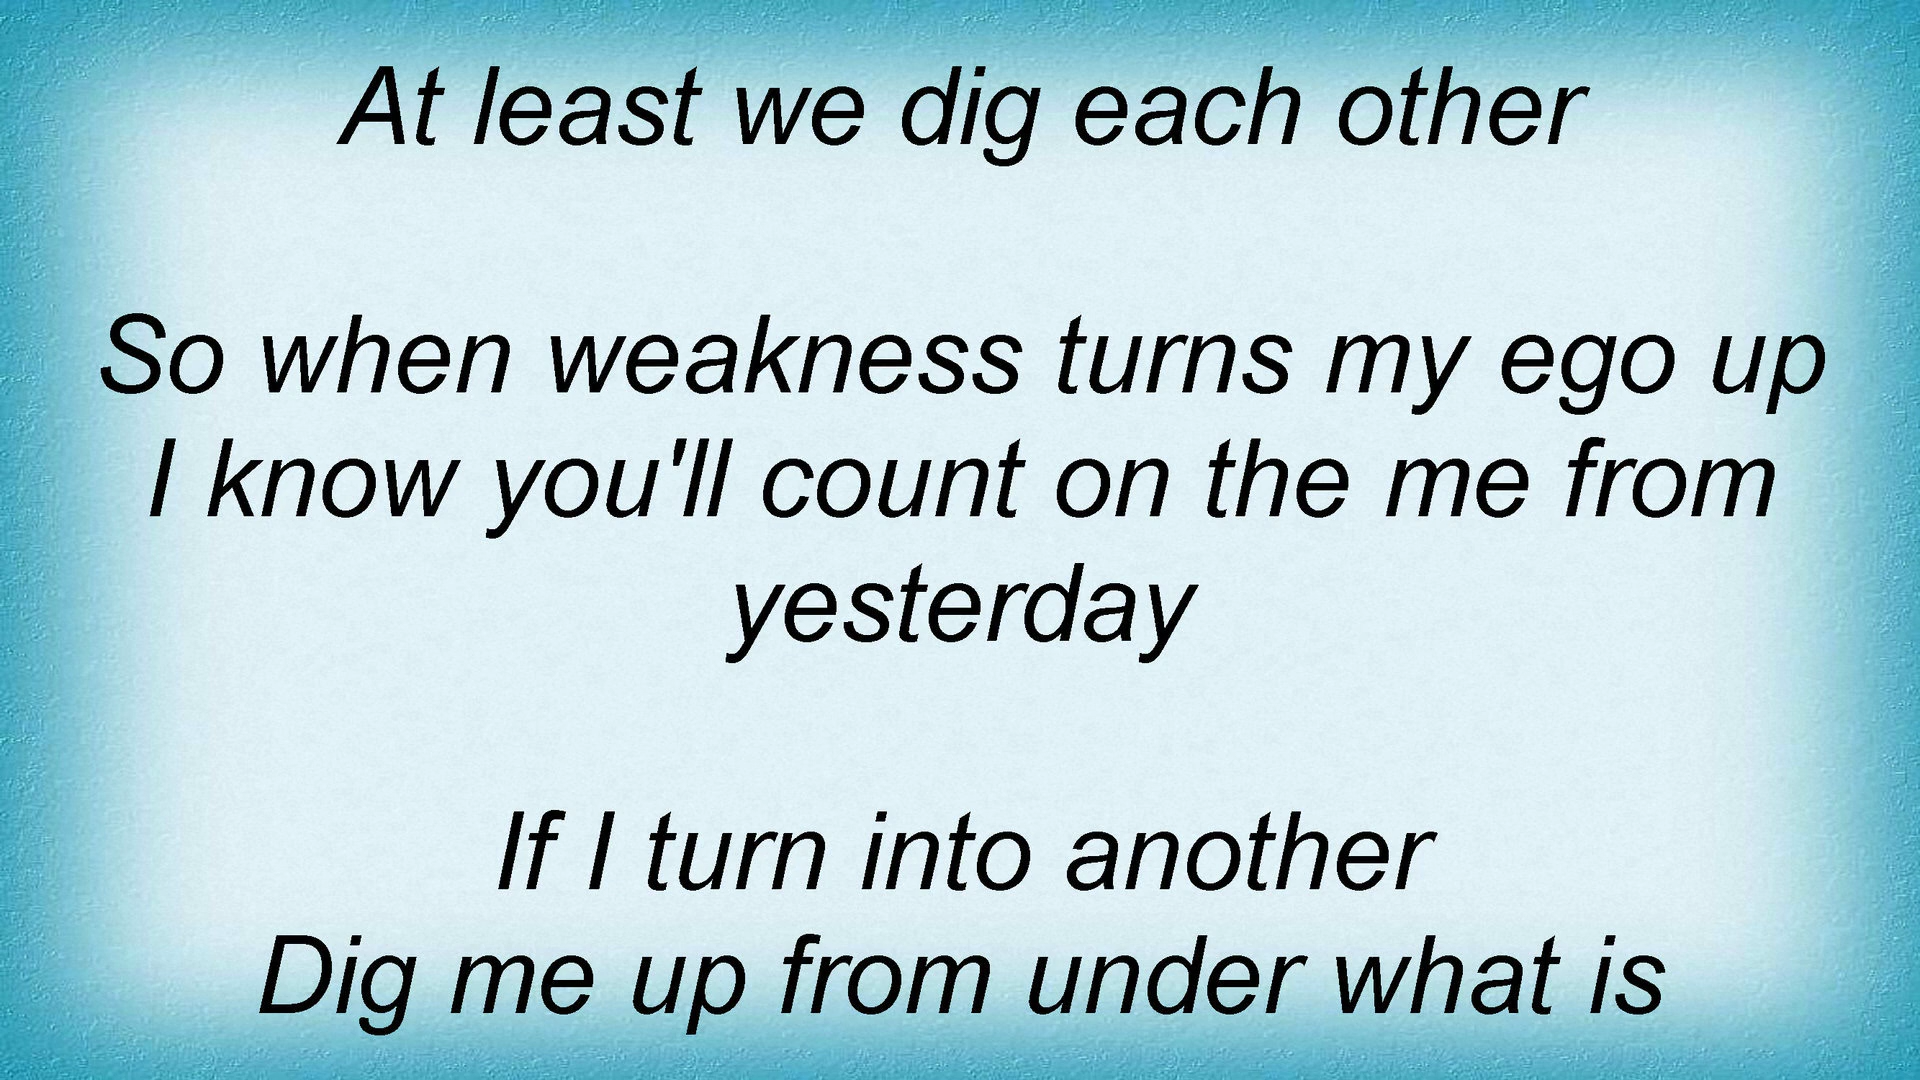 At least we dig each other
So when weakness turns my ego up
I know you'll count on the me from
yesterday
If I turn into another
Dig me up from under what is